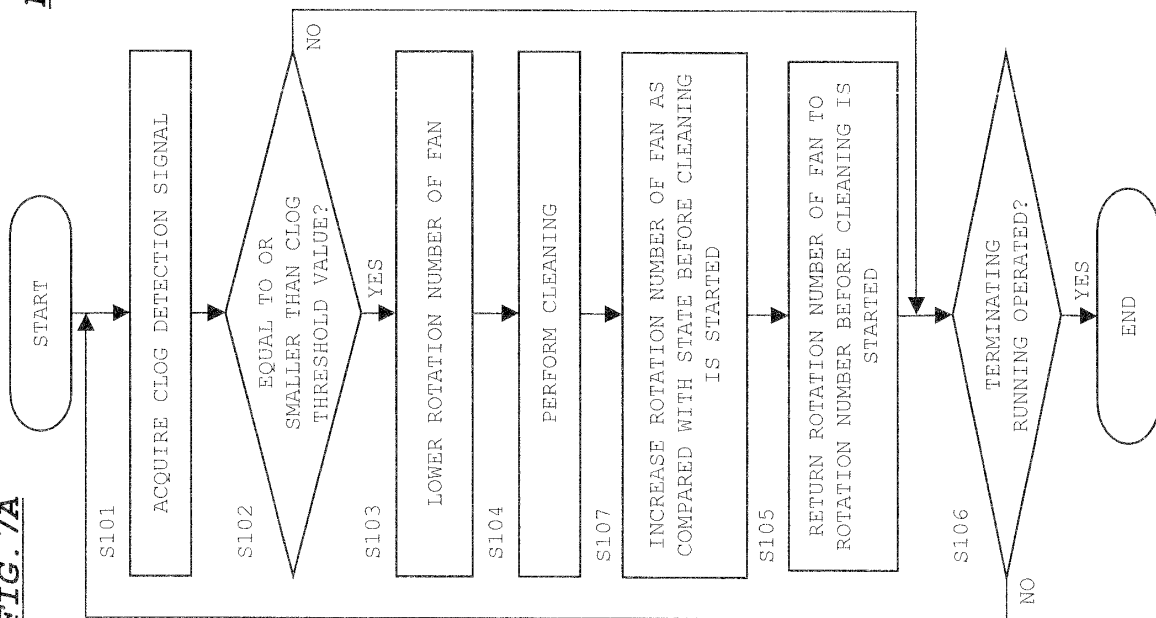 FIG. 7A
START
S101
ACQUIRE CLOG DETECTION SIGNAL
S102
EQUAL TO OR
SMALLER THAN CLOG
THRESHOLD VALUE?
NO
YES
S103
LOWER ROTATION NUMBER OF FAN
S104
PERFORM CLEANING
S107
INCREASE ROTATION NUMBER OF FAN AS
COMPARED WITH STATE BEFORE CLEANING
IS STARTED
S105
RETURN ROTATION NUMBER OF FAN TO
ROTATION NUMBER BEFORE CLEANING IS
STARTED
S106
TERMINATING
RUNNING OPERATED?
NO
YES
END